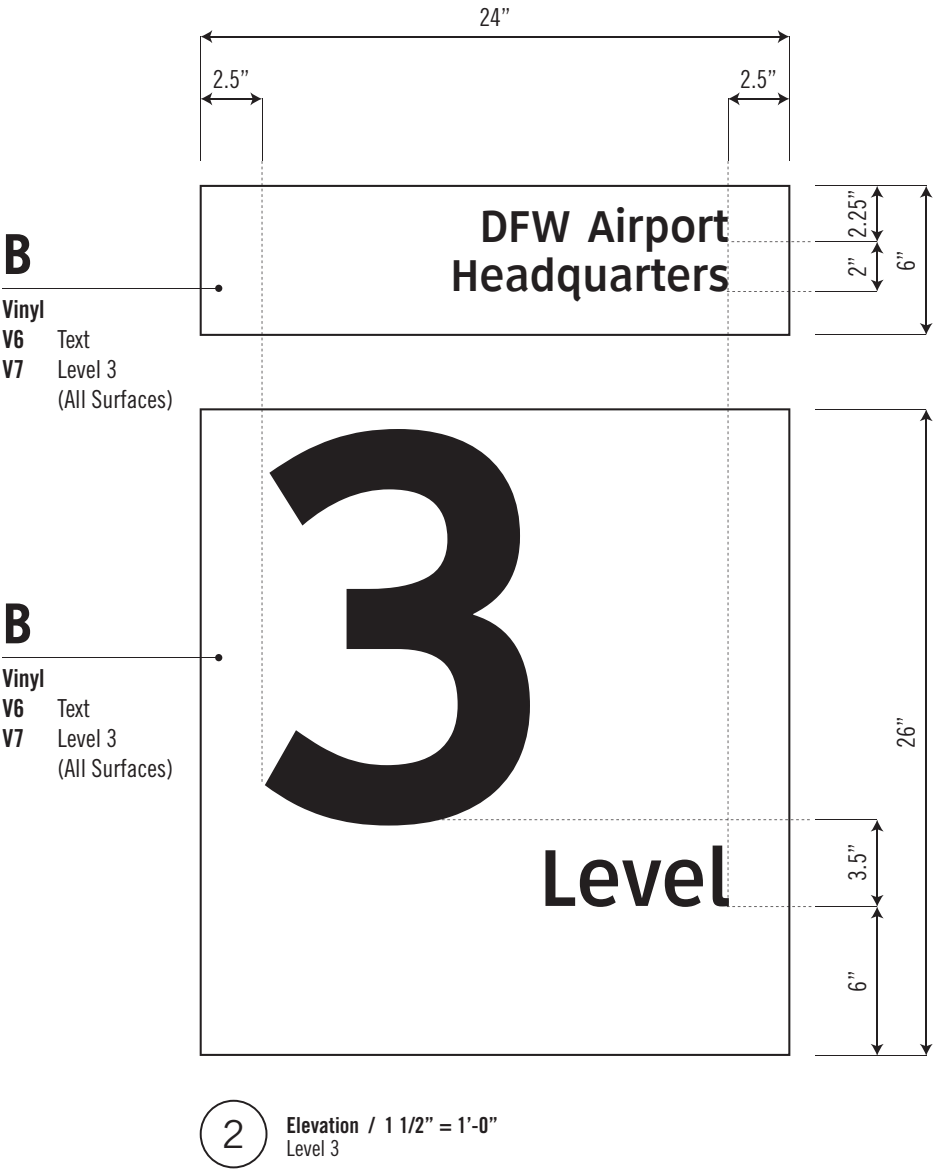 24”
2.5”
2.5”
DFW Airport
Headquarters
2.25”
2”
6”
B
Vinyl
V6 Text
V7 Level 3
(All Surfaces)
3
B
Vinyl
V6 Text
V7 Level 3
(All Surfaces)
26”
Level
3.5”
6”
2
Elevation / 1 1/2” = 1’-0”
Level 3